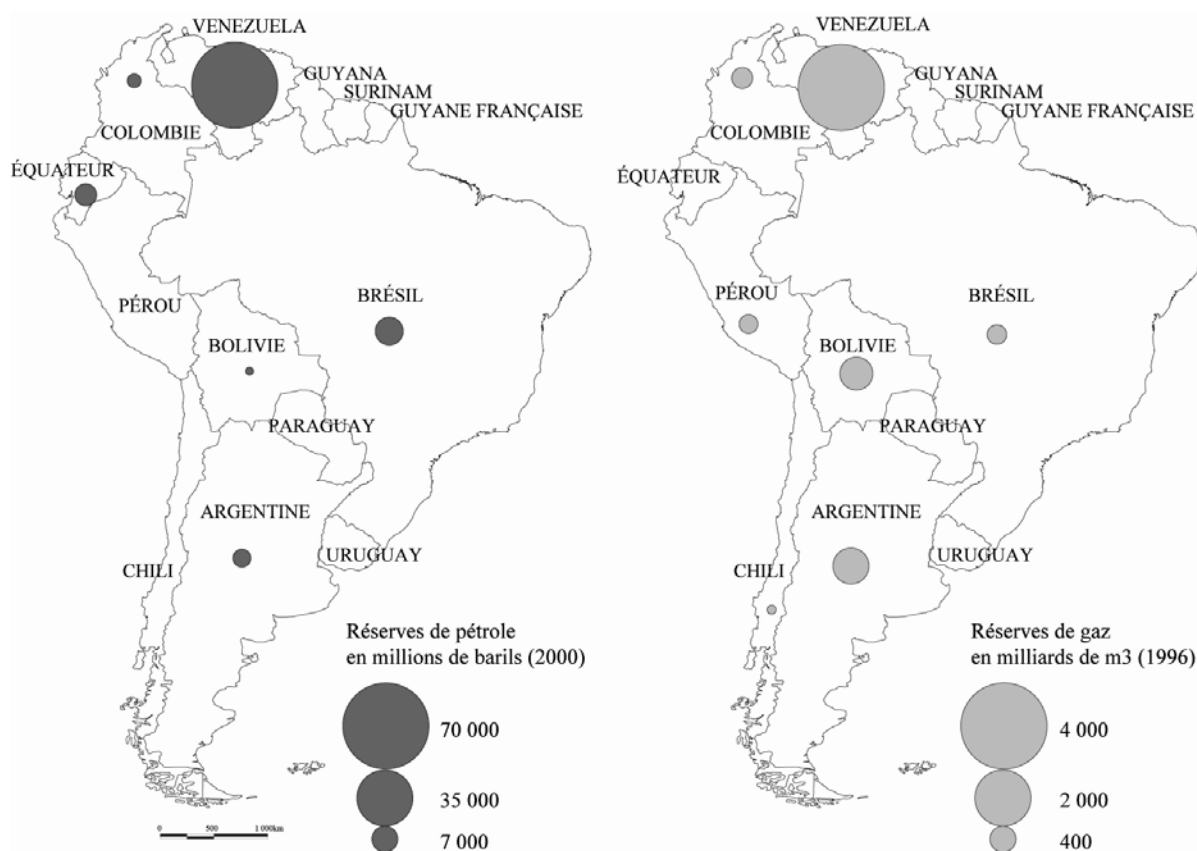 VENEZUELA
GUYANA
SURINAM
GUYANE FRANÇAISE
COLOMBIE
ÉQUATEUR
PÉROU
BRÉSIL
BOLIVIE
PARAGUAY
ARGENTINE
URUGUAY
CHILI
Réserves de pétrole
en millions de barils (2000)
70 000
35 000
7 000
0 500 1 000km
VENEZUELA
GUYANA
SURINAM
GUYANE FRANÇAISE
COLOMBIE
ÉQUATEUR
PÉROU
BRÉSIL
BOLIVIE
PARAGUAY
ARGENTINE
URUGUAY
CHILI
Réserves de gaz
en milliards de m3 (1996)
4 000
2 000
400